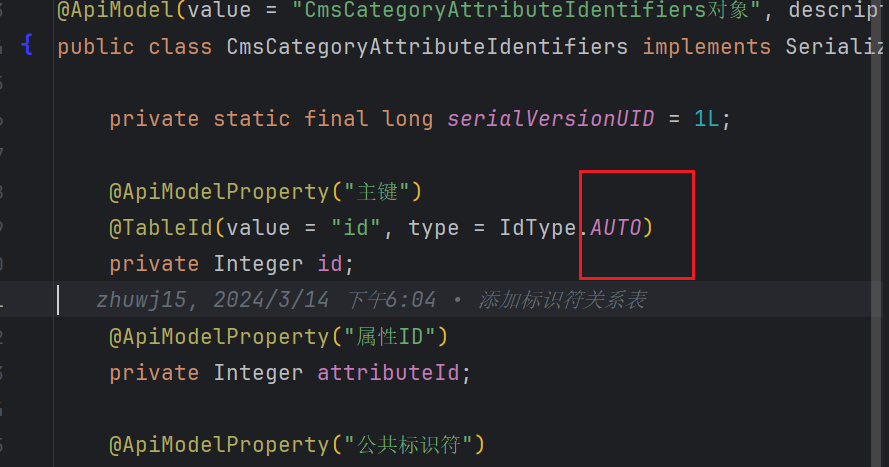 @ApiModel(value = "CmsCategoryAttributeIdentifiers对象", descript
{ public class CmsCategoryAttributeIdentifiers implements Serializ
private static final long serialVersionUID = 1L;
@ApiModelProperty("主键")
@TableId(value = "id", type = IdType.AUTO)
private Integer id;
zhuwj15, 2024/3/14 下午6:04 • 添加标识符关系表
@ApiModelProperty("属性ID")
private Integer attributeId;
@ApiModelProperty("公共标识符")